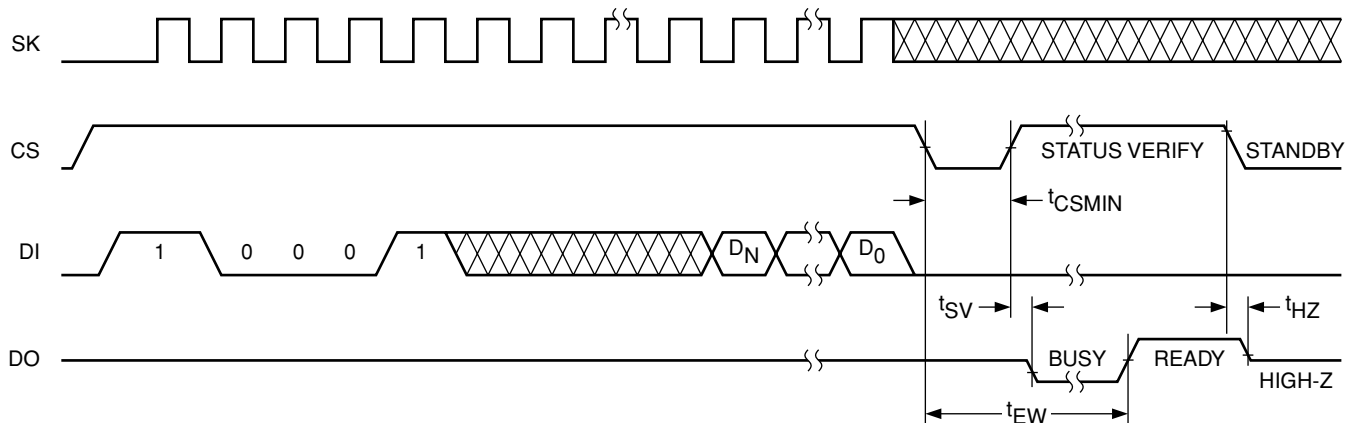 SK
CS
STATUS VERIFY
STANDBY
tCSMIN
DI
1
0
0
0
1
DN
D0
tSV
tHZ
DO
BUSY
READY
HIGH-Z
tEW